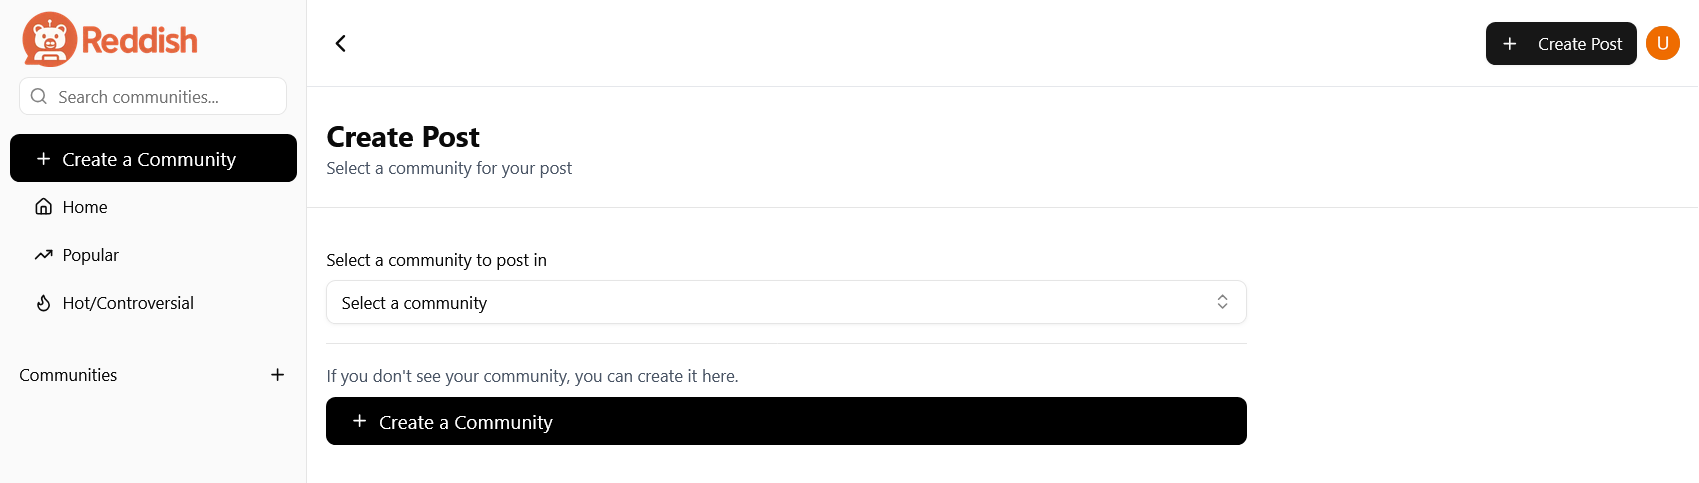 Reddish
Search communities...
Create a Community
Home
Popular
Hot/Controversial
Communities
Create Post
U
Create Post
Select a community for your post
Select a community to post in
Select a community
If you don't see your community, you can create it here.
Create a Community